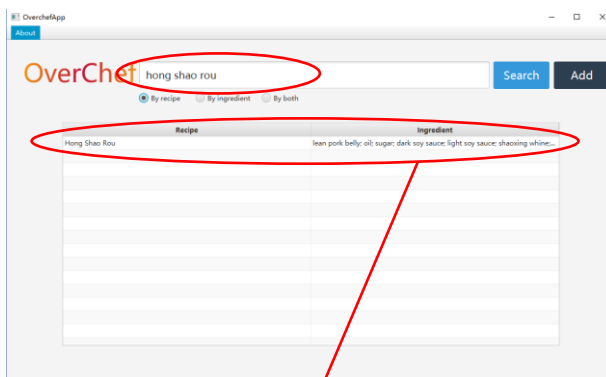 OverchefApp
About
OverChef hong shao rou Search Add
By recipe By ingredient By both
Recipe Ingredient
Hong Shao Rou lean pork belly; oil; sugar; dark soy sauce; light soy sauce; shaoxing whine;...